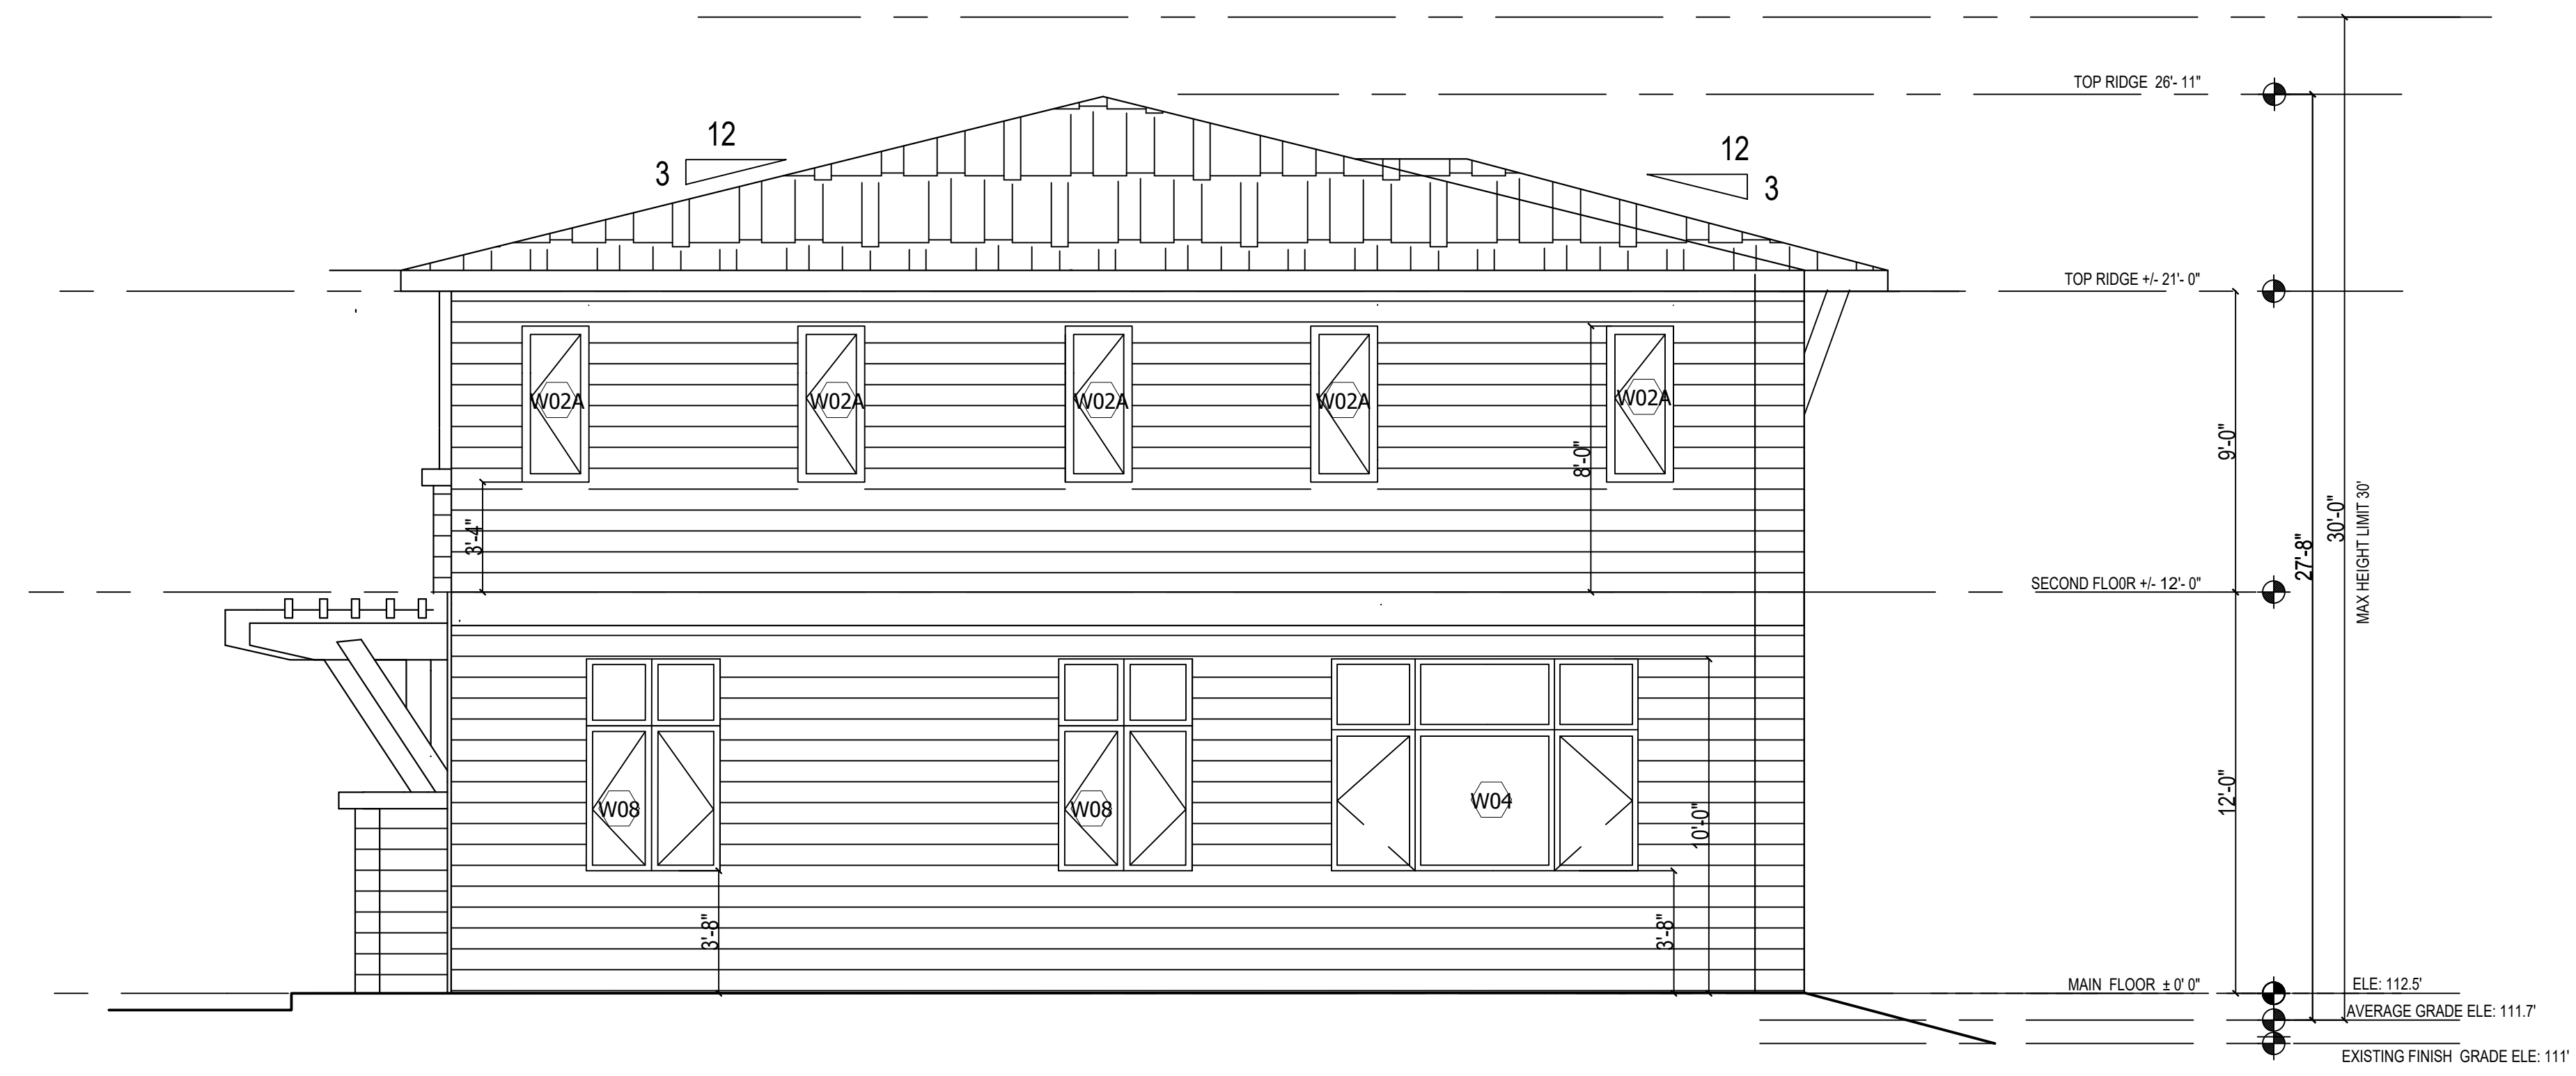 TOP RIDGE  26'- 11"
12
3
12
3
TOP RIDGE +/- 21'- 0"
W02A
W02A
W02A
W02A
W02A
8'-0"
9'-0"
3'-4"
27'-8"
30'-0"
MAX HEIGHT LIMIT 30'
SECOND FLO0R +/- 12'- 0"
W08
W08
W04
10'-0"
12'-0"
3'-8"
3'-8"
MAIN  FLOOR  ± 0' 0"
ELE: 112.5'
AVERAGE GRADE ELE: 111.7'
EXISTING FINISH  GRADE ELE: 111'